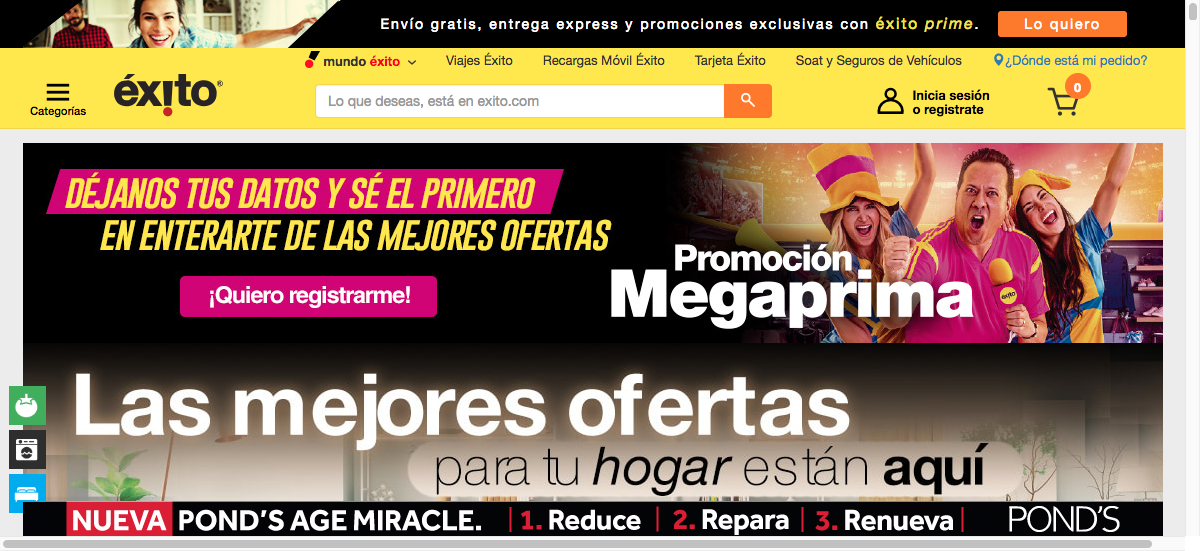 Envío gratis, entrega express y promociones exclusivas con éxito prime.
Lo quiero
mundo éxito
Viajes Éxito
Recargas Móvil Éxito
Tarjeta Éxito
Soat y Seguros de Vehículos
¿Dónde está mi pedido?
Categorías
éxito®
Lo que deseas, está en exito.com
Inicia sesión
o registrate
0
DÉJANOS TUS DATOS Y SÉ EL PRIMERO
EN ENTERARTE DE LAS MEJORES OFERTAS
¡Quiero registrarme!
Promoción
Megaprima
éxito
Las mejores ofertas
para tu hogar están aquí
NUEVA POND'S AGE MIRACLE. | 1. Reduce | 2. Repara | 3. Renueva |
POND'S